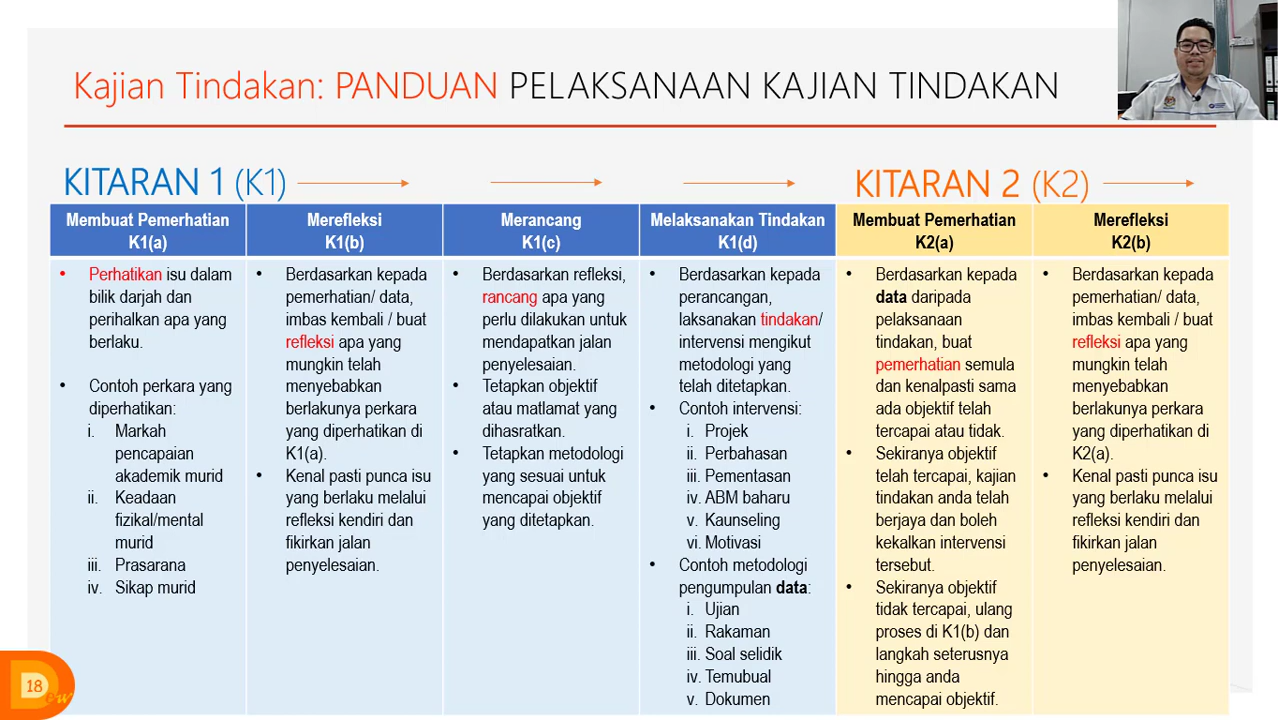 Kajian Tindakan: PANDUAN PELAKSANAAN KAJIAN TINDAKAN
KITARAN 1 (K1)
KITARAN 2 (K2)
Membuat Pemerhatian
K1(a)
Perhatikan isu dalam
bilik darjah dan
perihalkan apa yang
berlaku.
Contoh perkara yang
diperhatikan:
i. Markah
pencapaian
akademik murid
ii. Keadaan
fizikal/mental
murid
iii. Prasarana
iv. Sikap murid
Merefleksi
K1(b)
Berdasarkan kepada
pemerhatian/ data,
imbas kembali / buat
refleksi apa yang
mungkin telah
menyebabkan
berlakunya perkara
yang diperhatikan di
K1(a).
Kenal pasti punca isu
yang berlaku melalui
refleksi kendiri dan
fikirkan jalan
penyelesaian.
Merancang
K1(c)
Berdasarkan refleksi,
rancang apa yang
perlu dilakukan untuk
mendapatkan jalan
penyelesaian.
Tetapkan objektif
atau matlamat yang
dihasratkan.
Tetapkan metodologi
yang sesuai untuk
mencapai objektif
yang ditetapkan.
Melaksanakan Tindakan
K1(d)
Berdasarkan kepada
perancangan,
laksanakan tindakan/
intervensi mengikut
metodologi yang
telah ditetapkan.
Contoh intervensi:
i. Projek
ii. Perbahasan
iii. Pementasan
iv. ABM baharu
v. Kaunseling
vi. Motivasi
Contoh metodologi
pengumpulan data:
i. Ujian
ii. Rakaman
iii. Soal selidik
iv. Temubual
v. Dokumen
Membuat Pemerhatian
K2(a)
Berdasarkan kepada
data daripada
pelaksanaan
tindakan, buat
pemerhatian semula
dan kenalpasti sama
ada objektif telah
tercapai atau tidak.
Sekiranya objektif
telah tercapai, kajian
tindakan anda telah
berjaya dan boleh
kekalkan intervensi
tersebut.
Sekiranya objektif
tidak tercapai, ulang
proses di K1(b) dan
langkah seterusnya
hingga anda
mencapai objektif.
Merefleksi
K2(b)
Berdasarkan kepada
pemerhatian/ data,
imbas kembali / buat
refleksi apa yang
mungkin telah
menyebabkan
berlakunya perkara
yang diperhatikan di
K2(a).
Kenal pasti punca isu
yang berlaku melalui
refleksi kendiri dan
fikirkan jalan
penyelesaian.
18